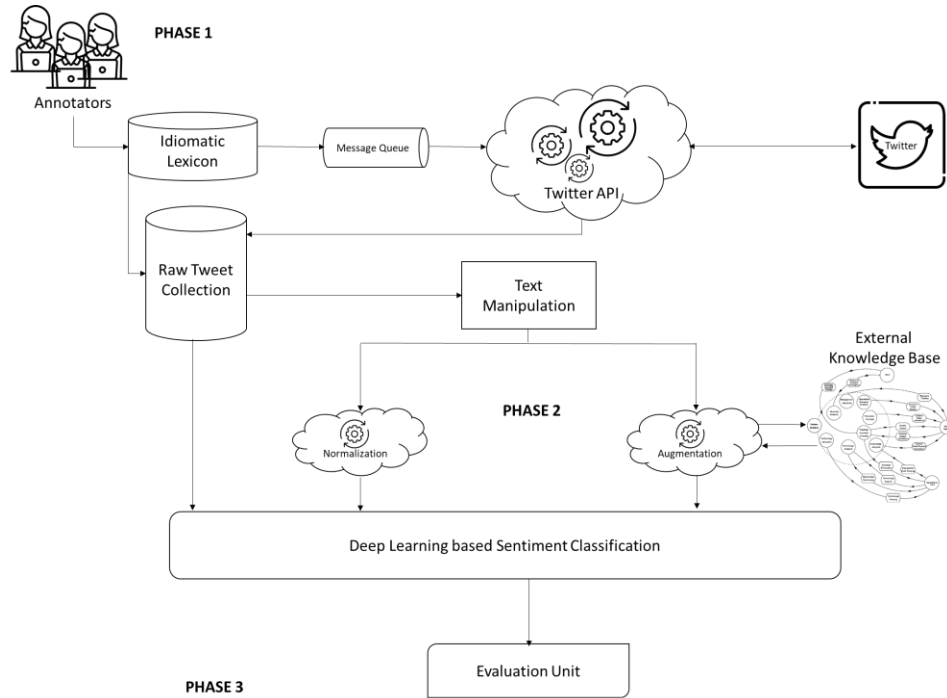 PHASE 1
Annotators
Idiomatic
Lexicon
Message Queue
Twitter API
Twitter
Raw Tweet
Collection
Text
Manipulation
External
Knowledge Base
PHASE 2
Normalization
Augmentation
Deep Learning based Sentiment Classification
Evaluation Unit
PHASE 3